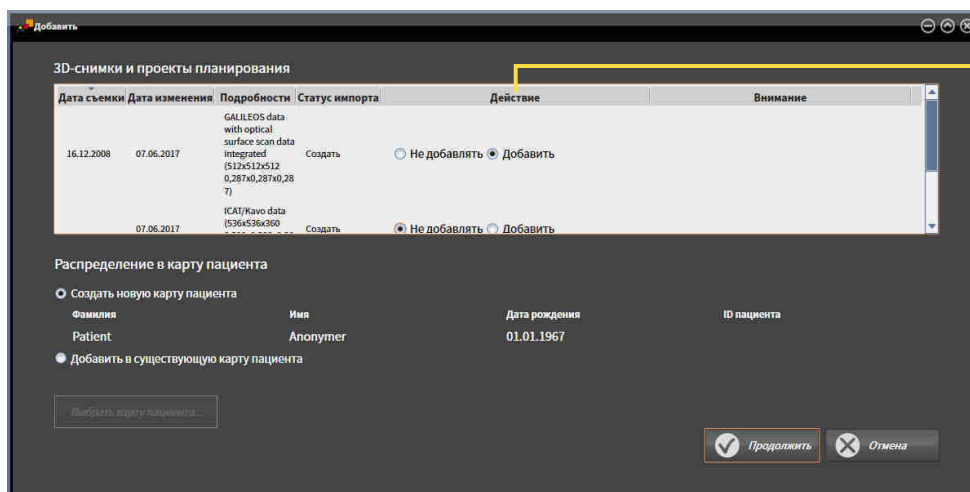 Добавить
3D-снимки и проекты планирования
Дата съемки Дата изменения Подробности Статус импорта Действие Внимание
GALILEOS data
with optical
surface scan data
integrated
(512x512x512
0,287x0,287x0,28
7)
16.12.2008 07.06.2017 Создать Не добавлять Добавить
ICAT/Kavo data
(536x536x360
07.06.2017 Создать Не добавлять Добавить
Распределение в карту пациента
Создать новую карту пациента
Фамилия Имя Дата рождения ID пациента
Patient Anonymer 01.01.1967
Добавить в существующую карту пациента
Выбрать карту пациента...
Продолжить Отмена